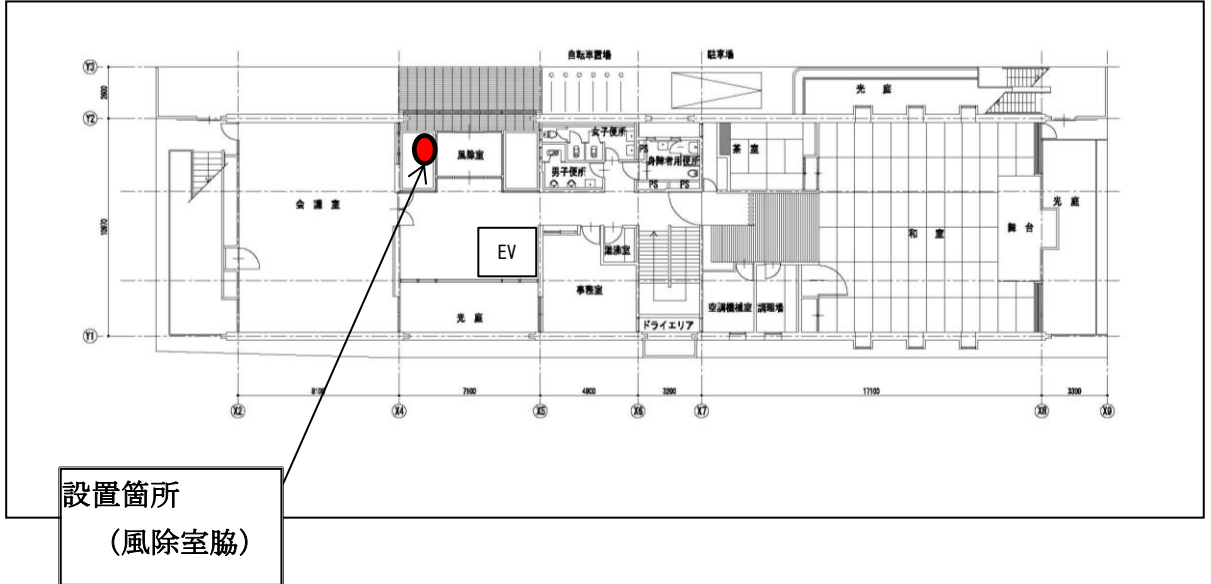 自転車置場
駐車場
Y3
2600
光 庭
Y2
女子便所
PS
茶 室
風除室
身障者用便所
男子便所
PS
PS
会 議 室
10970
光 庭
和 室
舞 台
EV
湯沸室
事務室
空調機械室
調理場
光 庭
ドライエリア
Y1
8100
7100
4900
3200
17100
3300
X2
X4
X5
X6
X7
X8
X9
設置箇所
(風除室脇)